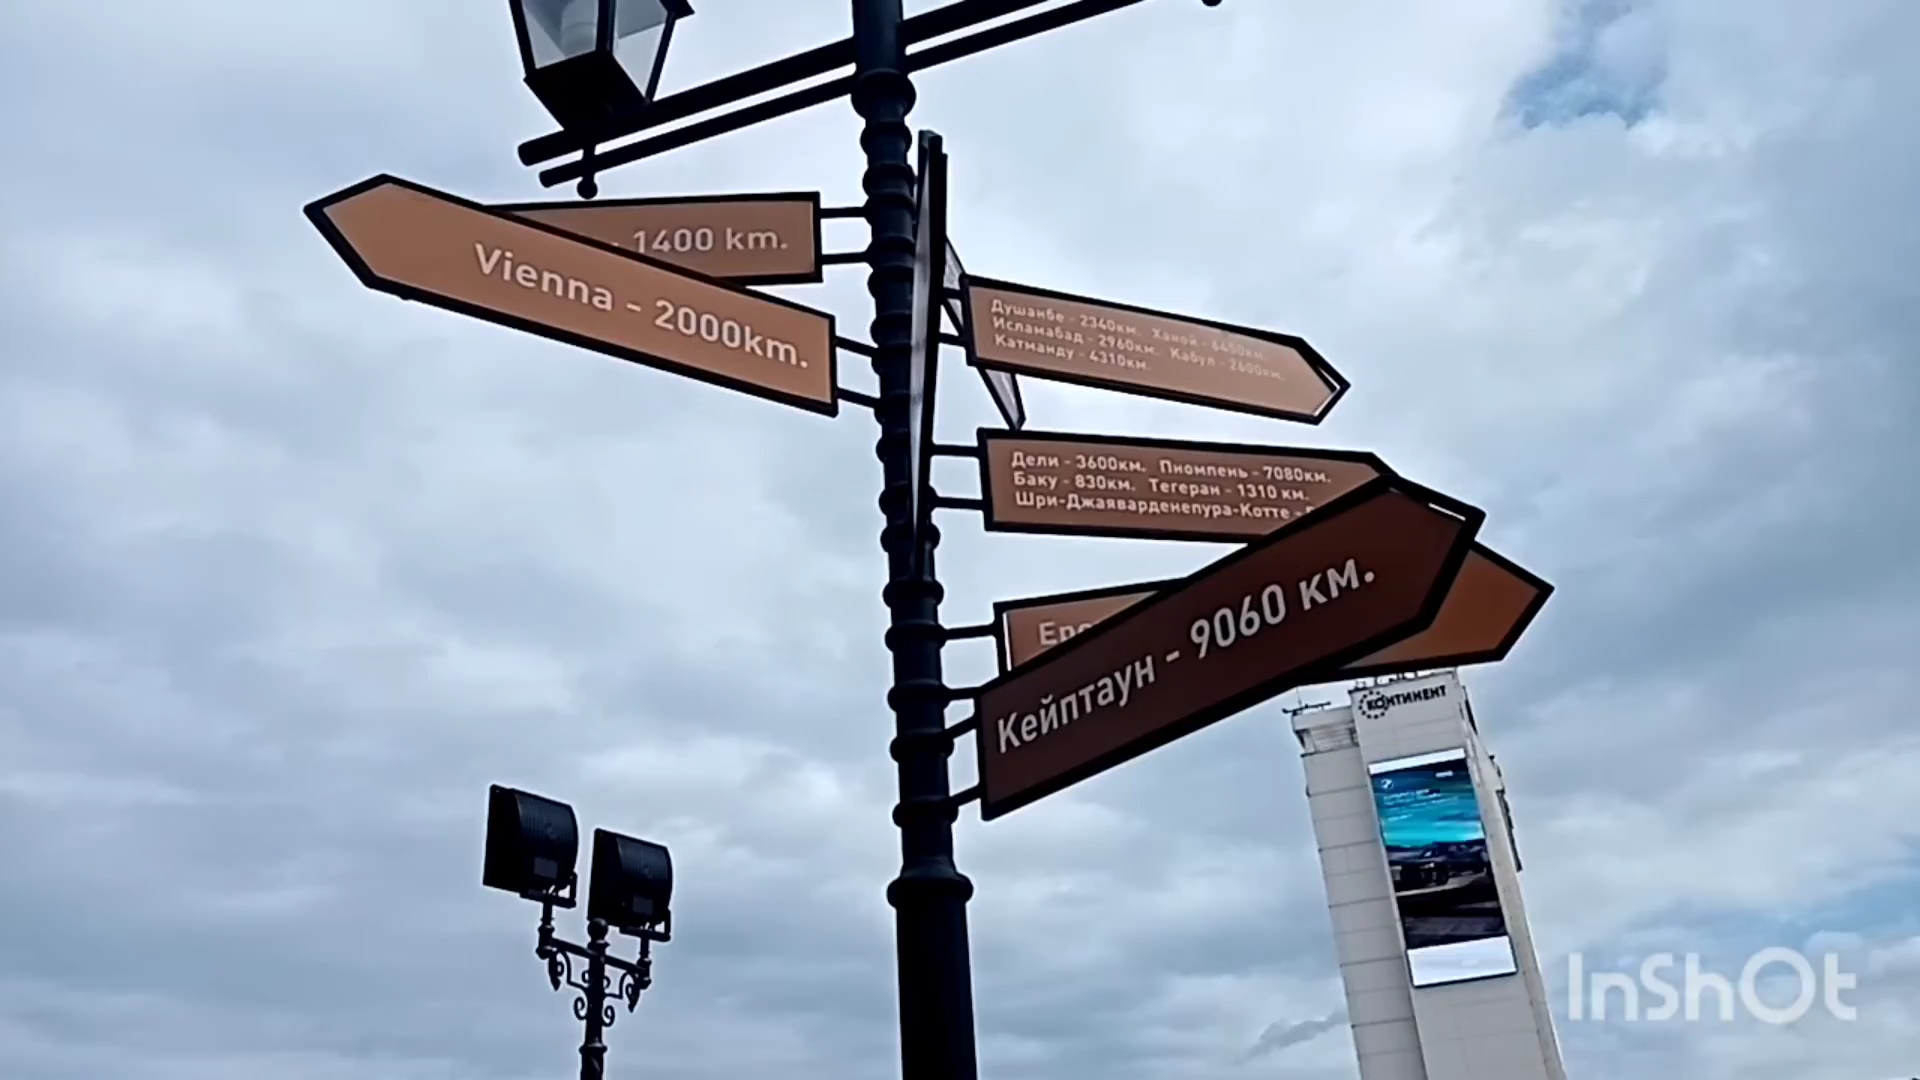 1400 km.
Vienna - 2000km.
Душанбе - 2340км. Ханой - 6450км.
Исламабад - 2960км. Кабул - 2600км.
Катманду - 4310км.
Дели - 3600км. Пномпень - 7080км.
Баку - 830км. Тегеран - 1310 км.
Шри-Джаяварденепура-Котте -
Кейптаун - 9060 км.
КОНТИНЕНТ
InShOt